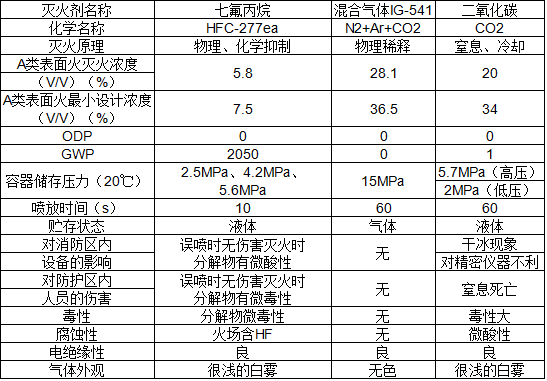 灭火剂名称 七氟丙烷 混合气体IG-541 二氧化碳
化学名称 HFC-277ea N2+Ar+CO2 CO2
灭火原理 物理、化学抑制 物理稀释 窒息、冷却
A类表面火灭火浓度
（V/V）（%） 5.8 28.1 20
A类表面火最小设计浓度
（V/V）（%） 7.5 36.5 34
ODP 0 0 0
GWP 2050 0 1
容器储存压力（20℃） 2.5MPa、4.2MPa、
5.6MPa 15MPa 5.7MPa（高压）
2MPa（低压）
喷放时间（s） 10 60 60
贮存状态 液体 气体 液体
对消防区内 误喷时无伤害灭火时 无 干冰现象
设备的影响 分解物有微酸性 对精密仪器不利
对防护区内 误喷时无伤害灭火时 无 窒息死亡
人员的伤害 分解物有微毒性
毒性 分解物微毒性 无 毒性大
腐蚀性 火场含HF 无 微酸性
电绝缘性 良 良 良
气体外观 很浅的白雾 无色 很浅的白雾